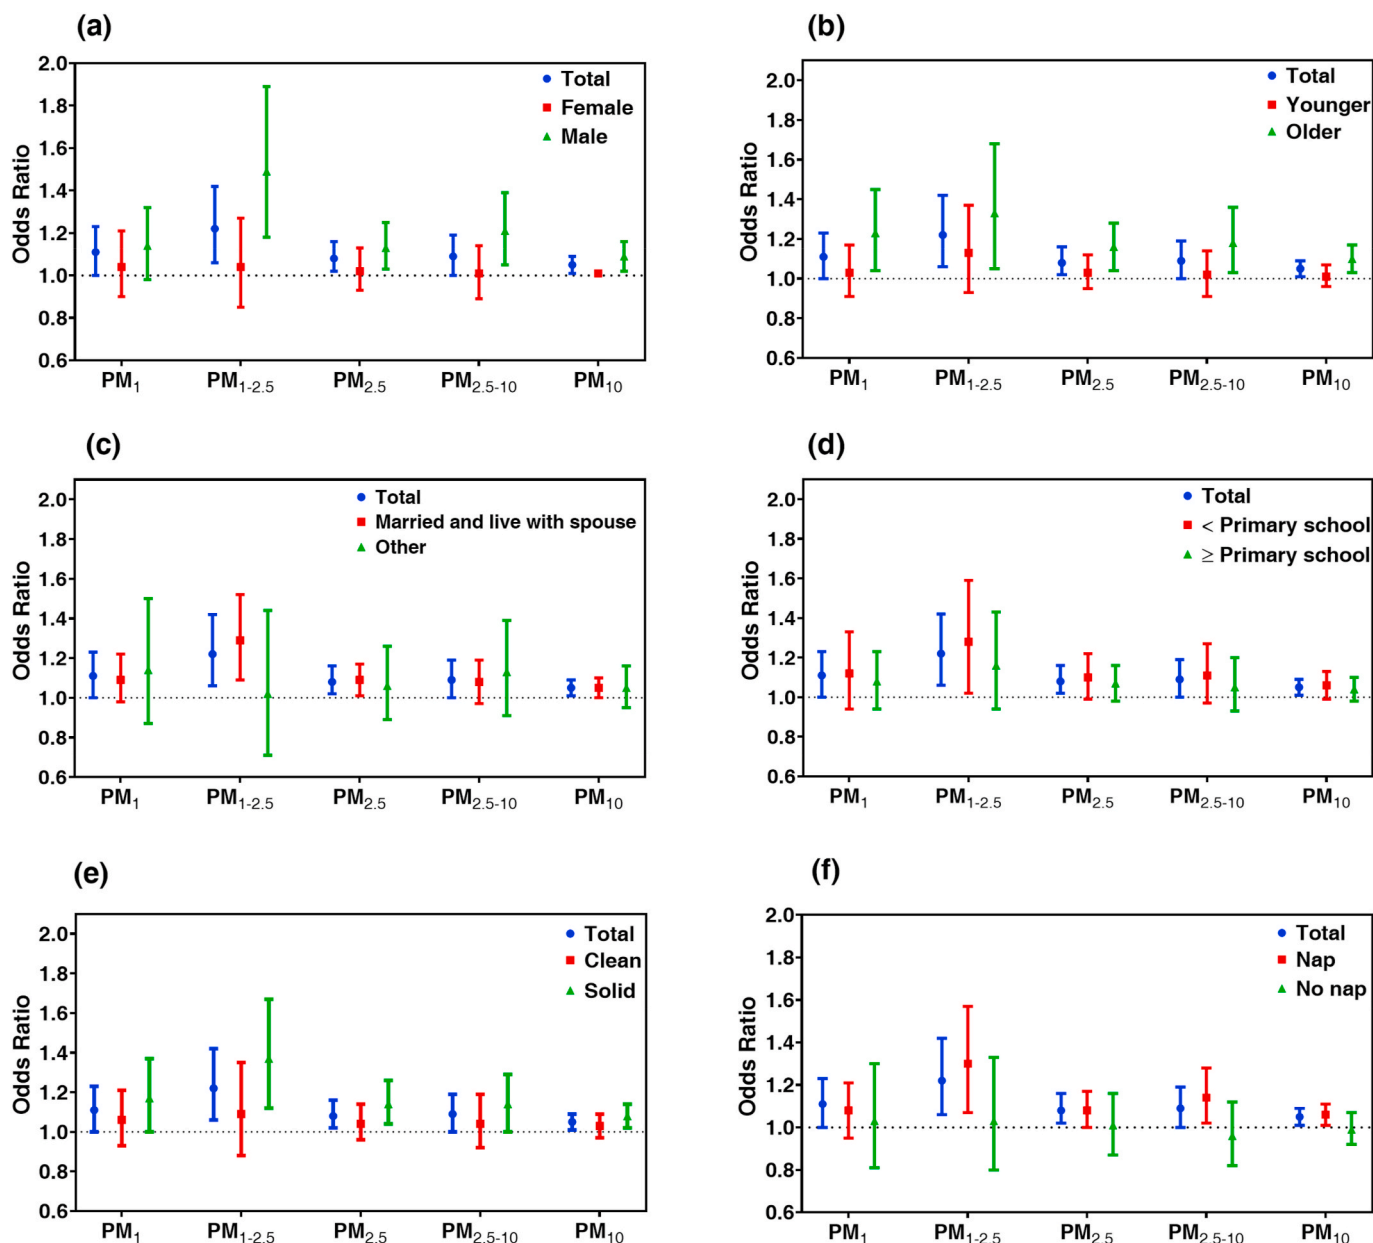 (a)
2.0
1.8
1.6
1.4
1.2
1.0
0.8
0.6
Odds Ratio
Total
Female
Male
PM1 PM1-2.5 PM2.5 PM2.5-10 PM10
(b)
2.0
1.8
1.6
1.4
1.2
1.0
0.8
0.6
Odds Ratio
Total
Younger
Older
PM1 PM1-2.5 PM2.5 PM2.5-10 PM10
(c)
2.0
1.8
1.6
1.4
1.2
1.0
0.8
0.6
Odds Ratio
Total
Married and live with spouse
Other
PM1 PM1-2.5 PM2.5 PM2.5-10 PM10
(d)
2.0
1.8
1.6
1.4
1.2
1.0
0.8
0.6
Odds Ratio
Total
< Primary school
≥ Primary school
PM1 PM1-2.5 PM2.5 PM2.5-10 PM10
(e)
2.0
1.8
1.6
1.4
1.2
1.0
0.8
0.6
Odds Ratio
Total
Clean
Solid
PM1 PM1-2.5 PM2.5 PM2.5-10 PM10
(f)
2.0
1.8
1.6
1.4
1.2
1.0
0.8
0.6
Odds Ratio
Total
Nap
No nap
PM1 PM1-2.5 PM2.5 PM2.5-10 PM10